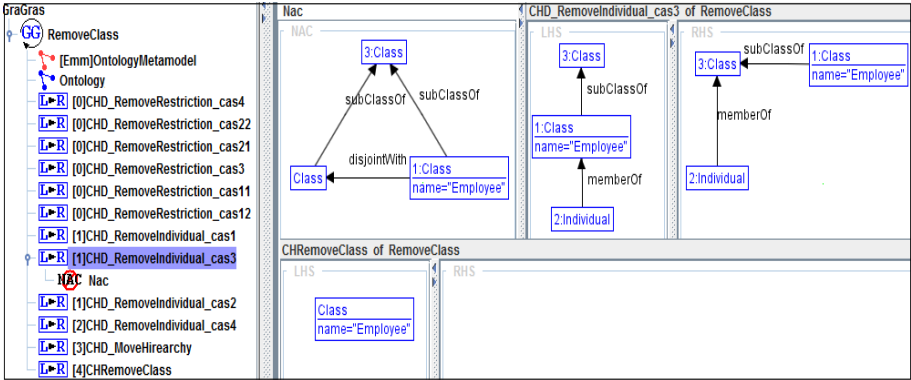 GraGras
GG RemoveClass
[Emm]OntologyMetamodel
Ontology
L►R [0]CHD_RemoveRestriction_cas4
L►R [0]CHD_RemoveRestriction_cas22
L►R [0]CHD_RemoveRestriction_cas21
L►R [0]CHD_RemoveRestriction_cas3
L►R [0]CHD_RemoveRestriction_cas11
L►R [0]CHD_RemoveRestriction_cas12
L►R [1]CHD_RemoveIndividual_cas1
L►R [1]CHD_RemoveIndividual_cas3
NAC Nac
L►R [1]CHD_RemoveIndividual_cas2
L►R [2]CHD_RemoveIndividual_cas4
L►R [3]CHD_MoveHirearchy
L►R [4]CHRemoveClass
Nac
NAC
3:Class
subClassOf
subClassOf
disjointWith
Class
1:Class
name="Employee"
CHD_RemoveIndividual_cas3 of RemoveClass
LHS
3:Class
subClassOf
1:Class
name="Employee"
memberOf
2:Individual
RHS
subClassOf
3:Class
1:Class
name="Employee"
memberOf
2:Individual
CHRemoveClass of RemoveClass
LHS
Class
name="Employee"
RHS